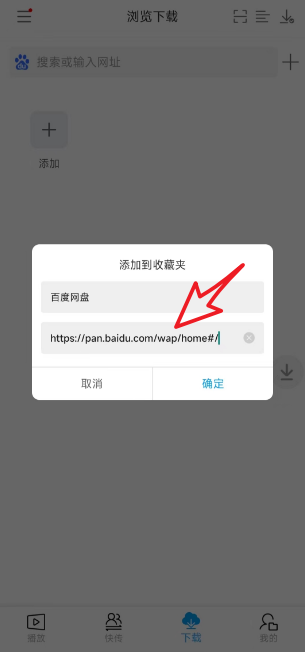 浏览下载
搜索或输入网址
添加
添加到收藏夹
百度网盘
https://pan.baidu.com/wap/home#/
取消
确定
播放
快传
下载
我的